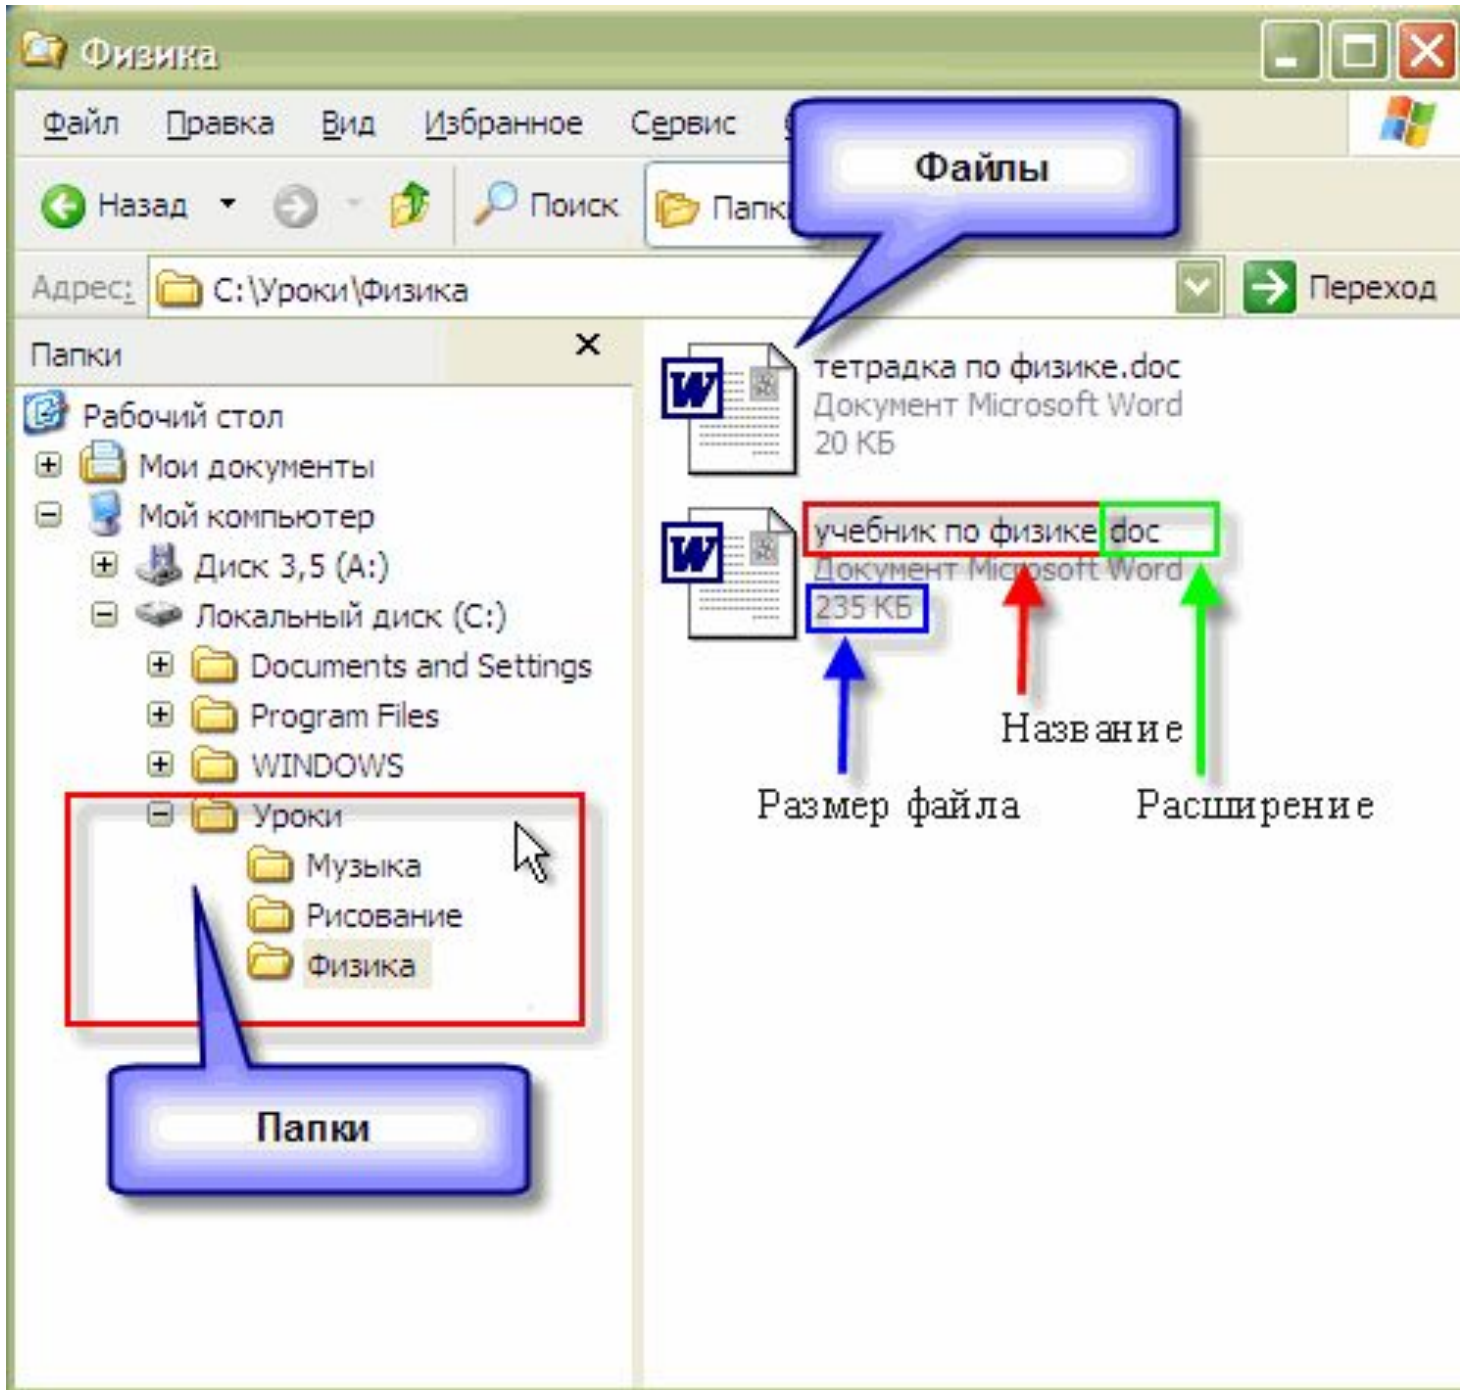 Физика
Файл Правка Вид Избранное Сервис
Файлы
Назад Поиск
Адрес: C:\Уроки\Физика Переход
Папки
Рабочий стол
Мои документы
Мой компьютер
Диск 3,5 (A:)
Локальный диск (C:)
Documents and Settings
Program Files
WINDOWS
Уроки
Музыка
Рисование
Физика
Папки
тетрадка по физике.doc
Документ Microsoft Word
20 КБ
учебник по физике.doc
Документ Microsoft Word
235 КБ
Название
Размер файла Расширение